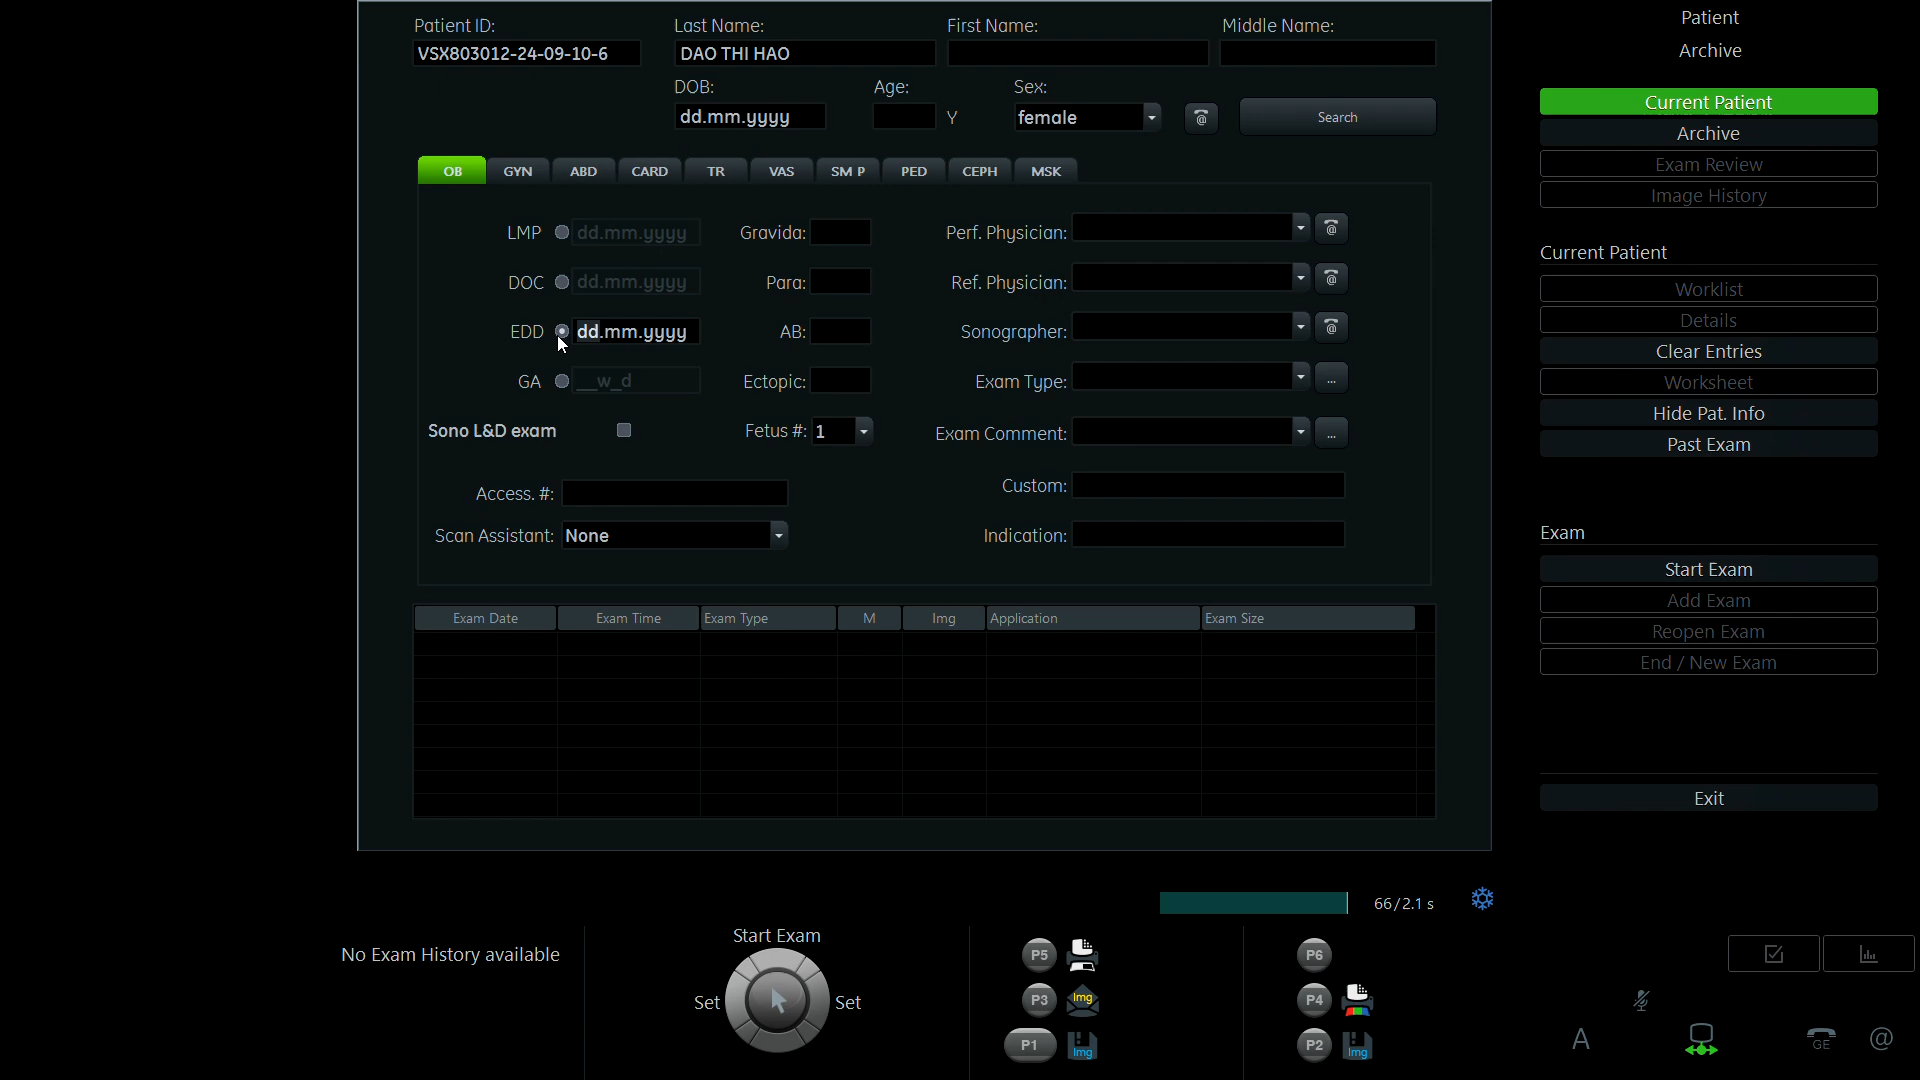 Patient ID: Last Name: First Name: Middle Name:
VSX803012-24-09-10-6 DAO THI HAO
DOB: Age: Sex:
dd.mm.yyyy Y female Search
OB GYN ABD CARD TR VAS SM P PED CEPH MSK
LMP dd.mm.yyyy Gravida: Perf. Physician:
DOC dd.mm.yyyy Para: Ref. Physician:
EDD dd.mm.yyyy AB: Sonographer:
GA __w_d Ectopic: Exam Type: ...
Sono L&D exam Fetus #: 1 Exam Comment: ...
Access. #: Custom:
Scan Assistant: None Indication:
Exam Date Exam Time Exam Type M Img Application Exam Size
66/2.1 s
No Exam History available
Start Exam
Set Set
P5 P6
P3 Img P4
P1 Img P2 Img
Patient
Archive
Current Patient
Archive
Exam Review
Image History
Current Patient
Worklist
Details
Clear Entries
Worksheet
Hide Pat. Info
Past Exam
Exam
Start Exam
Add Exam
Reopen Exam
End / New Exam
Exit
A GE @